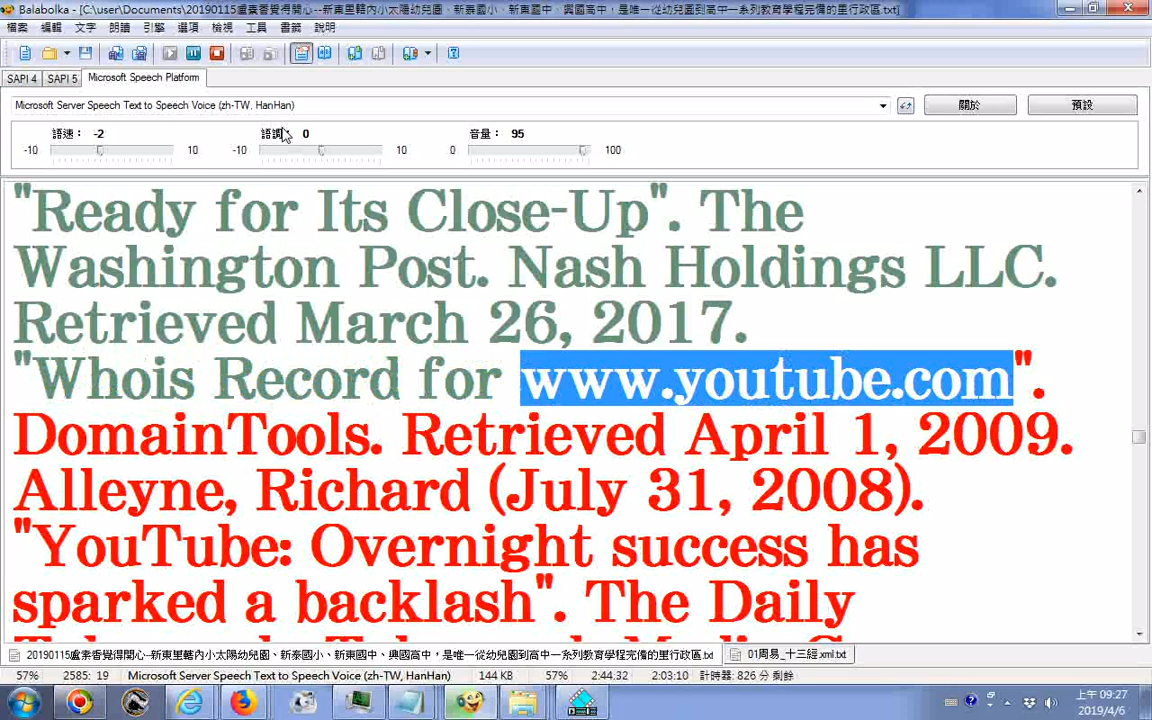 Balabolka - [C:\user\Documents\20190115盧素香覺得開心--新東里轄內小太陽幼兒園、新泰國小、新東國中、興國高中，是唯一從幼兒園到高中一系列教育學程完備的里行政區.txt]
檔案 編輯 文字 朗讀 引擎 選項 檢視 工具 書籤 說明
SAPI 4 SAPI 5 Microsoft Speech Platform
Microsoft Server Speech Text to Speech Voice (zh-TW, HanHan) 關於 預設
語速： -2 語調： 0 音量： 95
-10 10 -10 10 0 100
"Ready for Its Close-Up". The
Washington Post. Nash Holdings LLC.
Retrieved March 26, 2017.
"Whois Record for www.youtube.com".
DomainTools. Retrieved April 1, 2009.
Alleyne, Richard (July 31, 2008).
"YouTube: Overnight success has
sparked a backlash". The Daily
20190115盧素香覺得開心--新東里轄內小太陽幼兒園、新泰國小、新東國中、興國高中，是唯一從幼兒園到高中一系列教育學程完備的里行政區.txt 01周易_十三經.xml.txt
57% 2585: 19 Microsoft Server Speech Text to Speech Voice (zh-TW, HanHan) 144 KB 57% 2:44:32 2:03:10 計時器: 826 分 剩餘
上午 09:27
2019/4/6